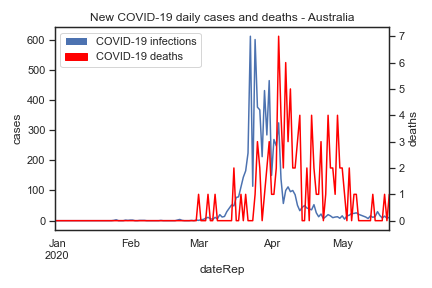 New COVID-19 daily cases and deaths - Australia
COVID-19 infections
COVID-19 deaths
600
500
400
300
200
100
0
cases
7
6
5
4
3
2
1
0
deaths
Jan Feb Mar Apr May
2020
dateRep